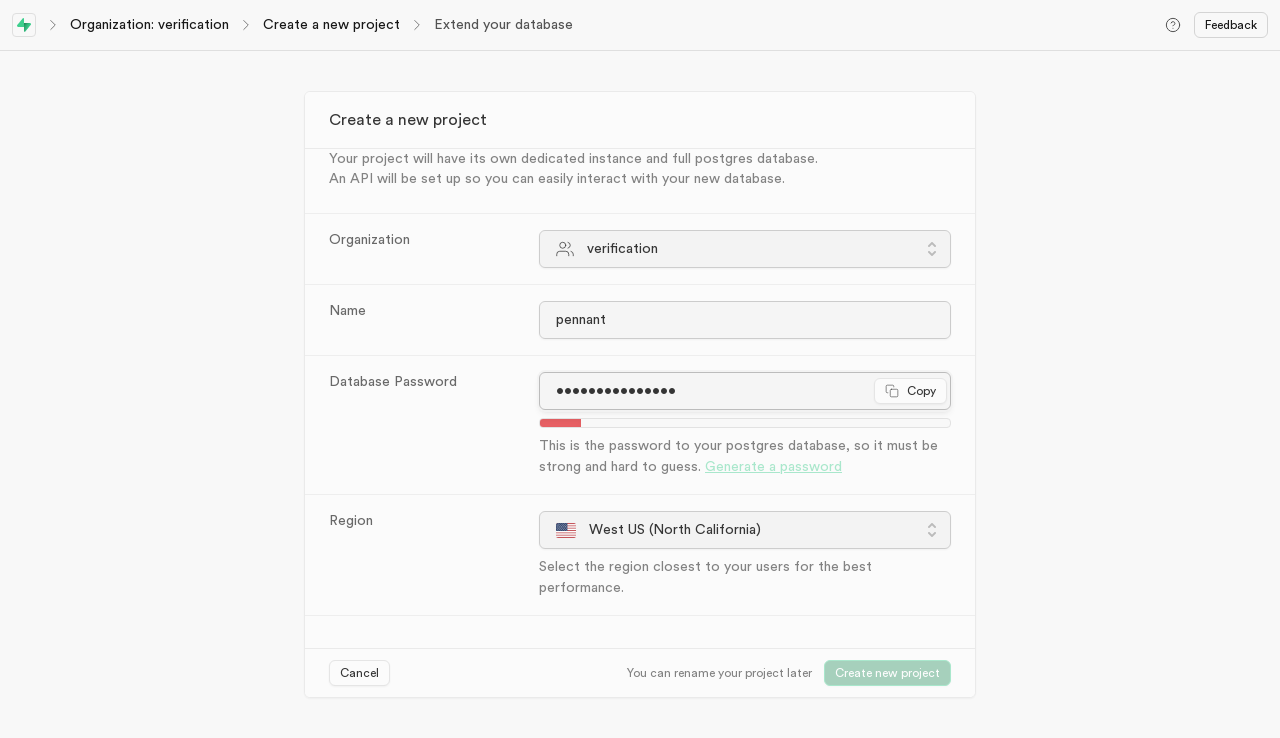 Organization: verification
Create a new project
Extend your database
Feedback
Create a new project
Your project will have its own dedicated instance and full postgres database.
An API will be set up so you can easily interact with your new database.
Organization
verification
Name
pennant
Database Password
•••••••••••••••
Copy
This is the password to your postgres database, so it must be
strong and hard to guess. Generate a password
Region
West US (North California)
Select the region closest to your users for the best
performance.
Cancel
You can rename your project later
Create new project